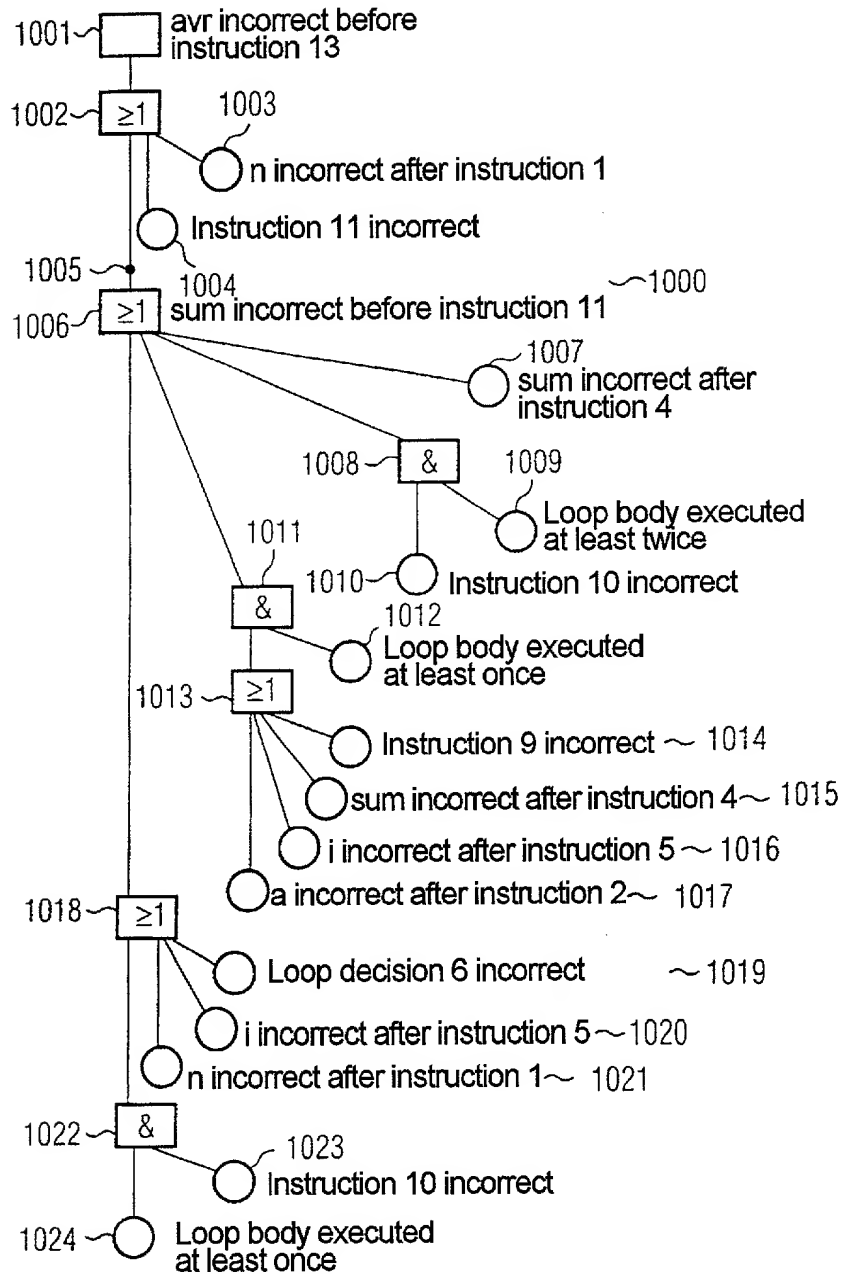 1001
avr incorrect before
instruction 13
1002
≥1
1003
n incorrect after instruction 1
Instruction 11 incorrect
1004
1005
1000
1006
≥1
sum incorrect before instruction 11
1007
sum incorrect after
instruction 4
1008
&
1009
Loop body executed
at least twice
1010
Instruction 10 incorrect
1011
&
1012
Loop body executed
at least once
1013
≥1
Instruction 9 incorrect ~ 1014
sum incorrect after instruction 4 ~ 1015
i incorrect after instruction 5 ~ 1016
a incorrect after instruction 2 ~ 1017
1018
≥1
Loop decision 6 incorrect ~ 1019
i incorrect after instruction 5 ~ 1020
n incorrect after instruction 1 ~ 1021
1022
&
1023
Instruction 10 incorrect
1024
Loop body executed
at least once